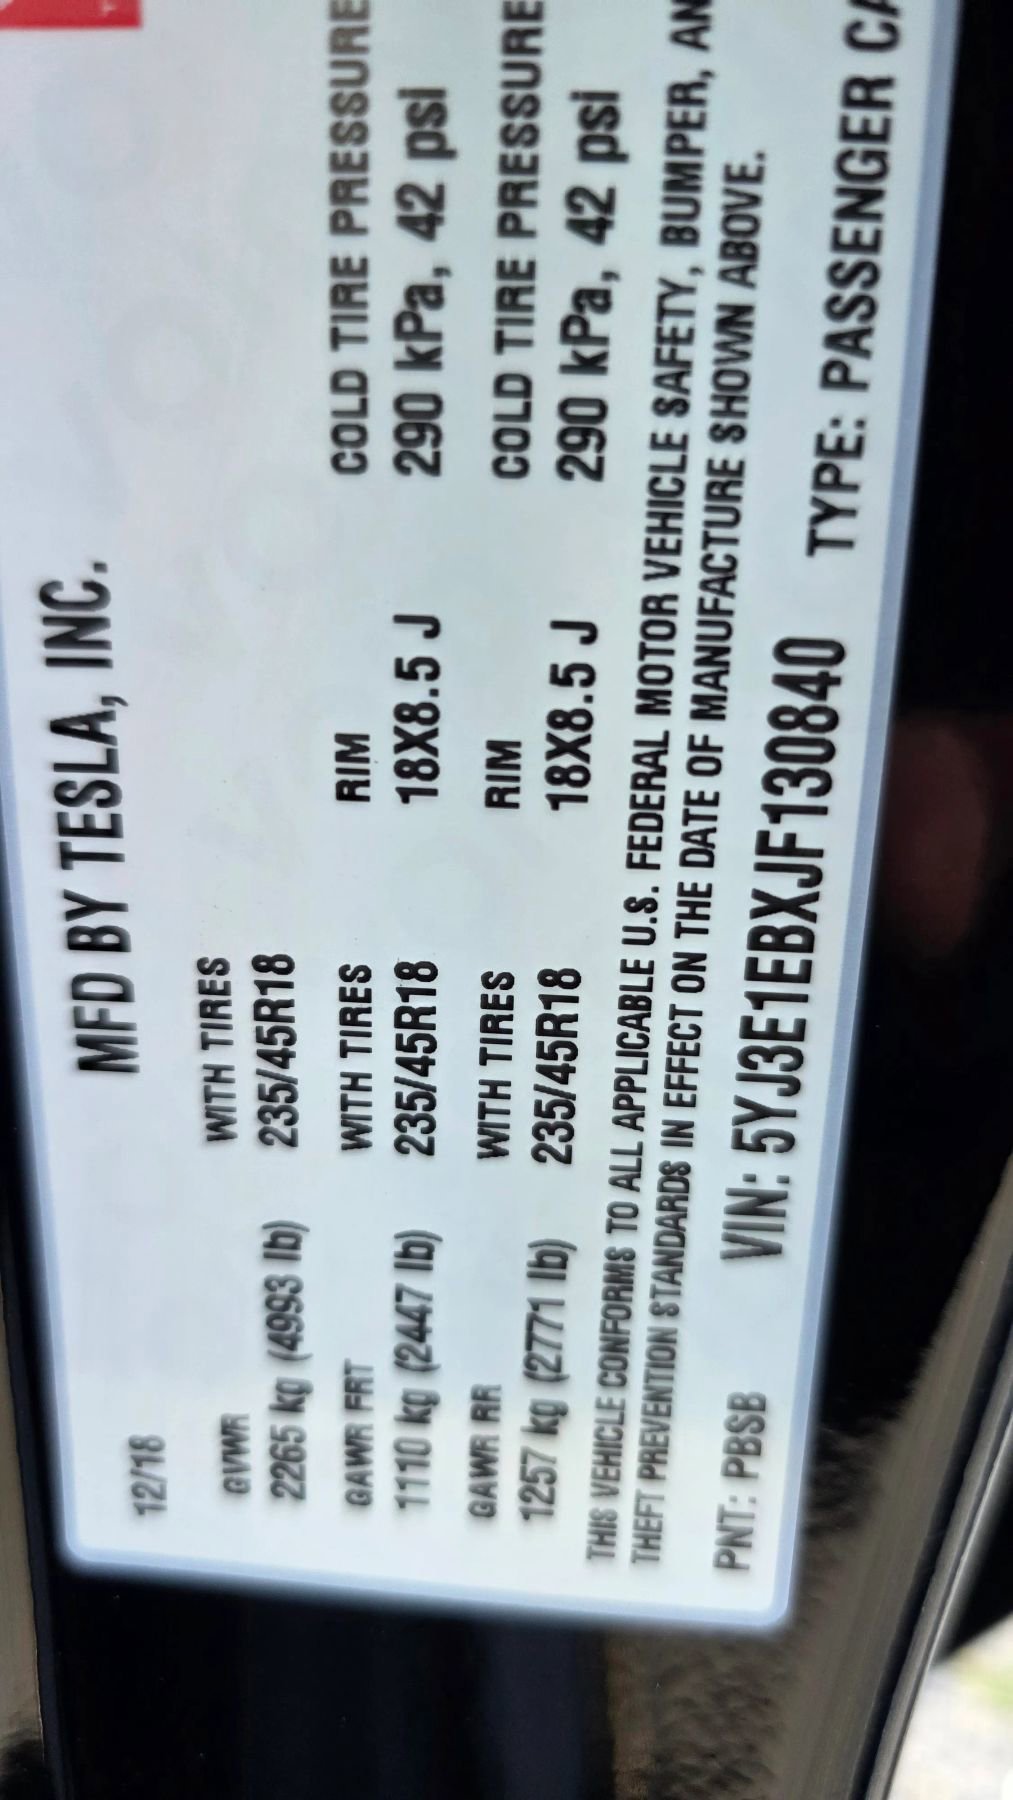 12/18 MFD BY TESLA, INC.
GVWR WITH TIRES
2265 kg (4993 lb) 235/45R18
GAWR FRT WITH TIRES RIM COLD TIRE PRESSURE
1110 kg (2447 lb) 235/45R18 18X8.5 J 290 kPa, 42 psi
GAWR RR WITH TIRES RIM COLD TIRE PRESSURE
1257 kg (2771 lb) 235/45R18 18X8.5 J 290 kPa, 42 psi
THIS VEHICLE CONFORMS TO ALL APPLICABLE U.S. FEDERAL MOTOR VEHICLE SAFETY, BUMPER, AN
THEFT PREVENTION STANDARDS IN EFFECT ON THE DATE OF MANUFACTURE SHOWN ABOVE.
PNT: PBSB VIN: 5YJ3E1EBXJF130840 TYPE: PASSENGER CA